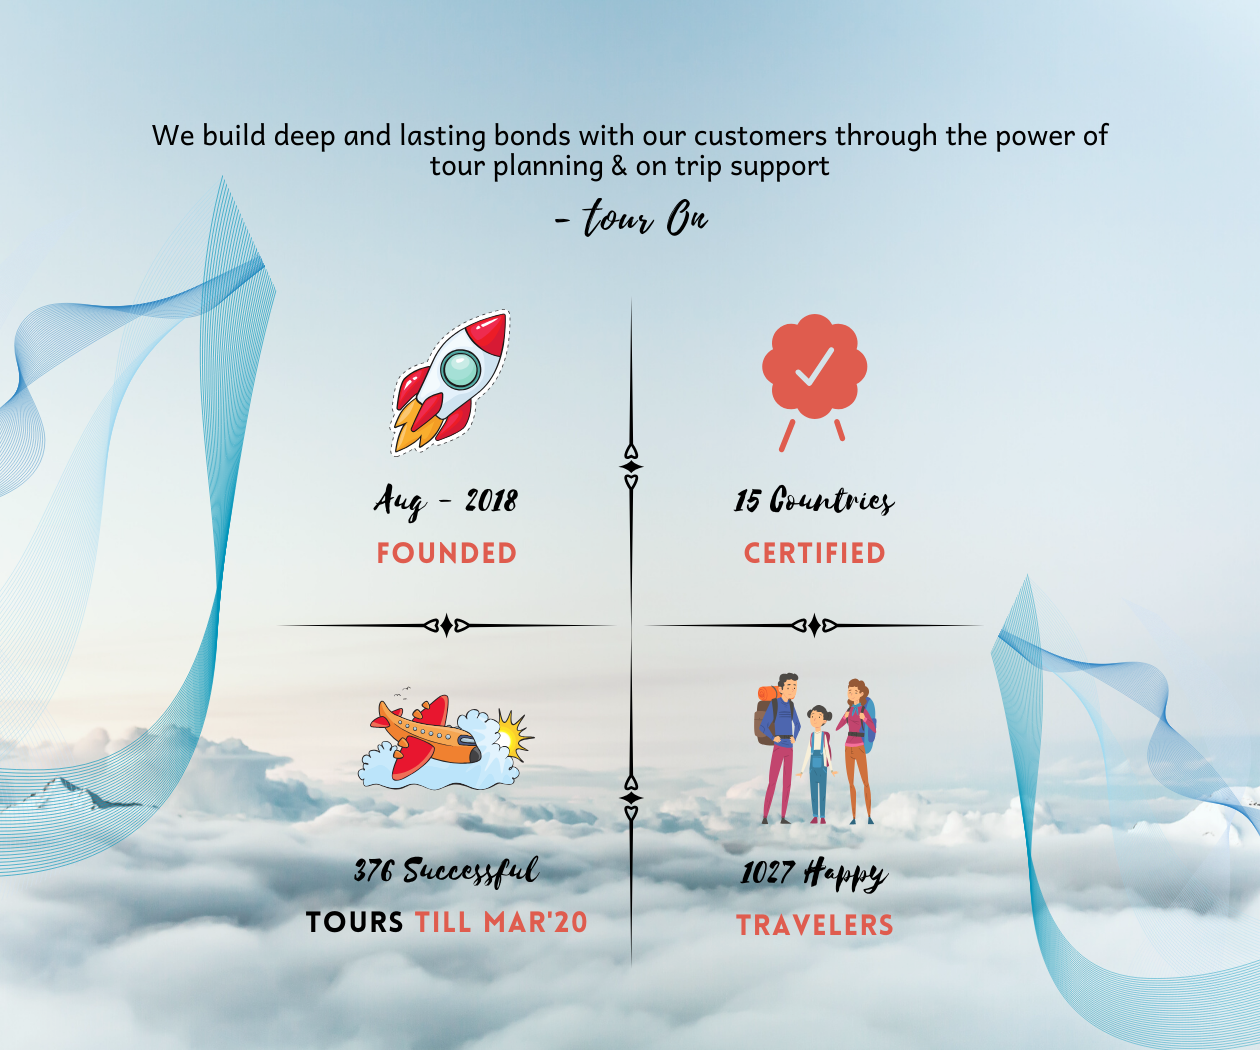 We build deep and lasting bonds with our customers through the power of
tour planning & on trip support
- tour On
Aug - 2018
FOUNDED
15 Countries
CERTIFIED
376 Successful
TOURS TILL MAR'20
1027 Happy
TRAVELERS